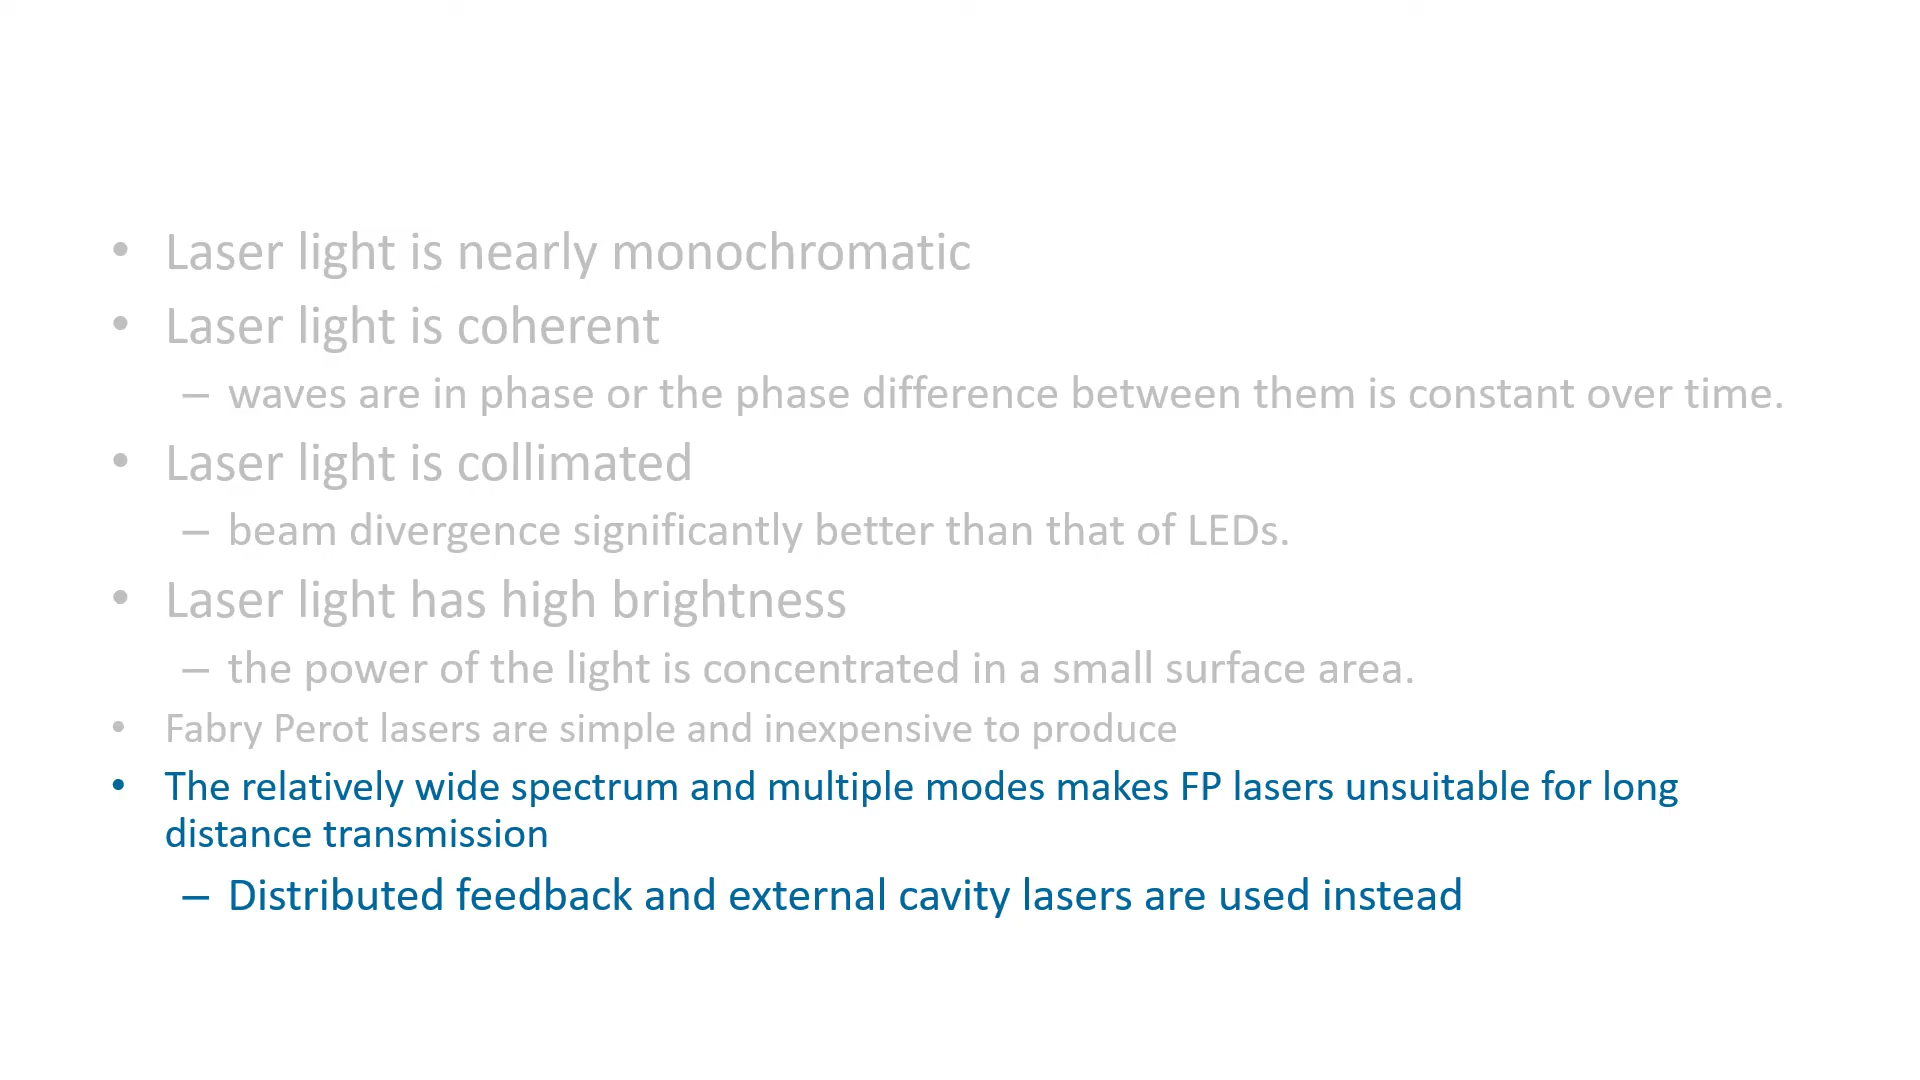 • Laser light is nearly monochromatic
• Laser light is coherent
– waves are in phase or the phase difference between them is constant over time.
• Laser light is collimated
– beam divergence significantly better than that of LEDs.
• Laser light has high brightness
– the power of the light is concentrated in a small surface area.
• Fabry Perot lasers are simple and inexpensive to produce
• The relatively wide spectrum and multiple modes makes FP lasers unsuitable for long
distance transmission
– Distributed feedback and external cavity lasers are used instead